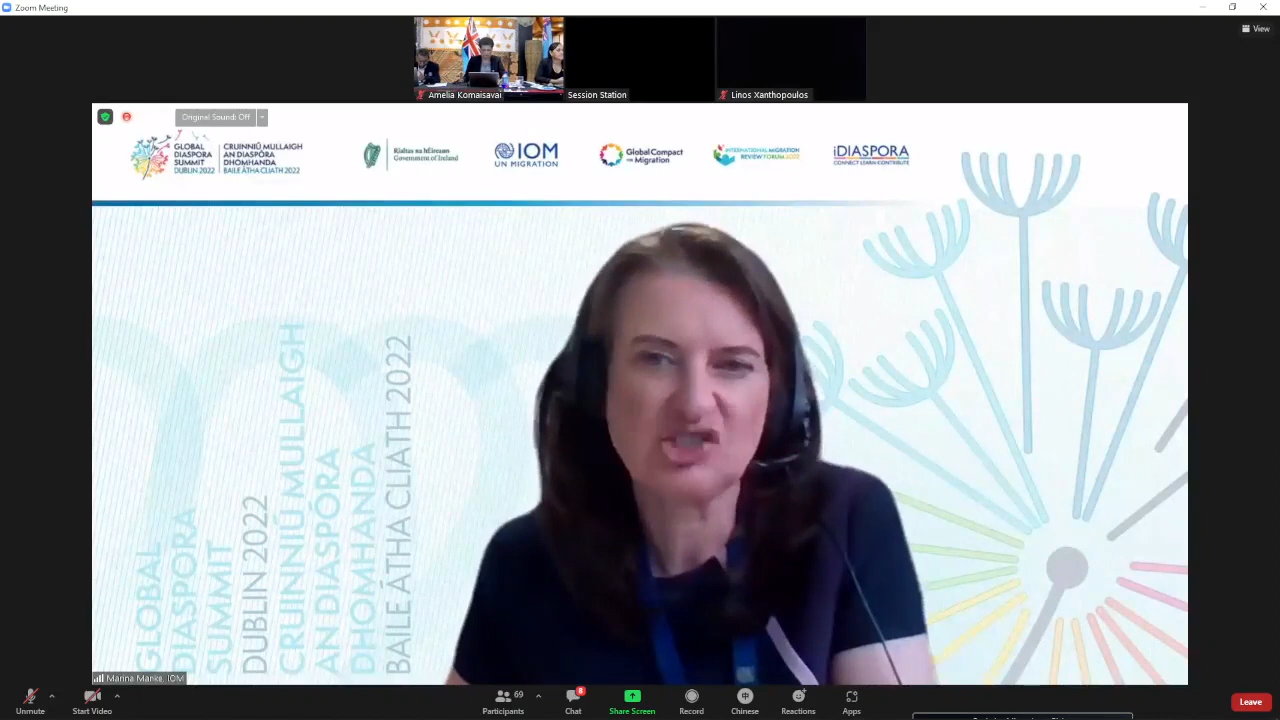 Zoom Meeting
View
Amelia Komaisavai
Session Station
Linos Xanthopoulos
Original Sound: Off
GLOBAL
DIASPORA
SUMMIT
DUBLIN 2022
CRUINNIÚ MULLAIGH
AN DIASPÓRA
DHOMHANDA
BAILE ÁTHA CLIATH 2022
Rialtas na hÉireann
Government of Ireland
IOM
UN MIGRATION
Global Compact
for Migration
INTERNATIONAL MIGRATION
REVIEW FORUM 2022
iDIASPORA
CONNECT LEARN CONTRIBUTE
GLOBAL
DIASPORA
SUMMIT
DUBLIN 2022
CRUINNIÚ MULLAIGH
AN DIASPÓRA
DHOMHANDA
BAILE ÁTHA CLIATH 2022
Marina Manke, IOM
Unmute
Start Video
69
Participants
8
Chat
Share Screen
Record
中
Chinese
Reactions
Apps
Leave